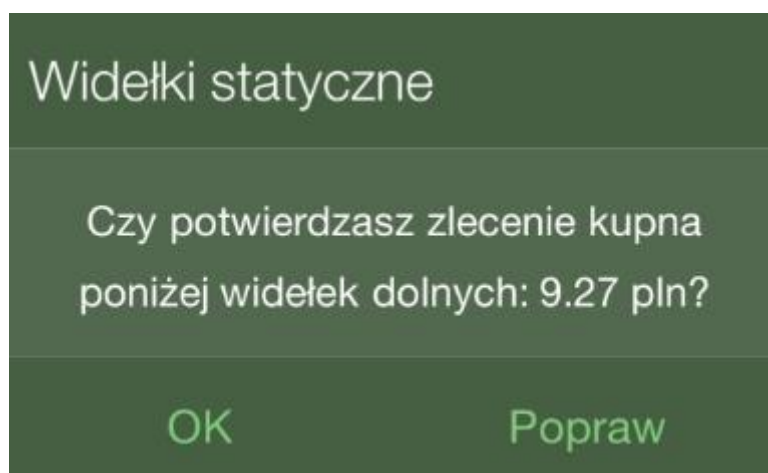 Widełki statyczne
Czy potwierdzasz zlecenie kupna
poniżej widełek dolnych: 9.27 pln?
OK Popraw